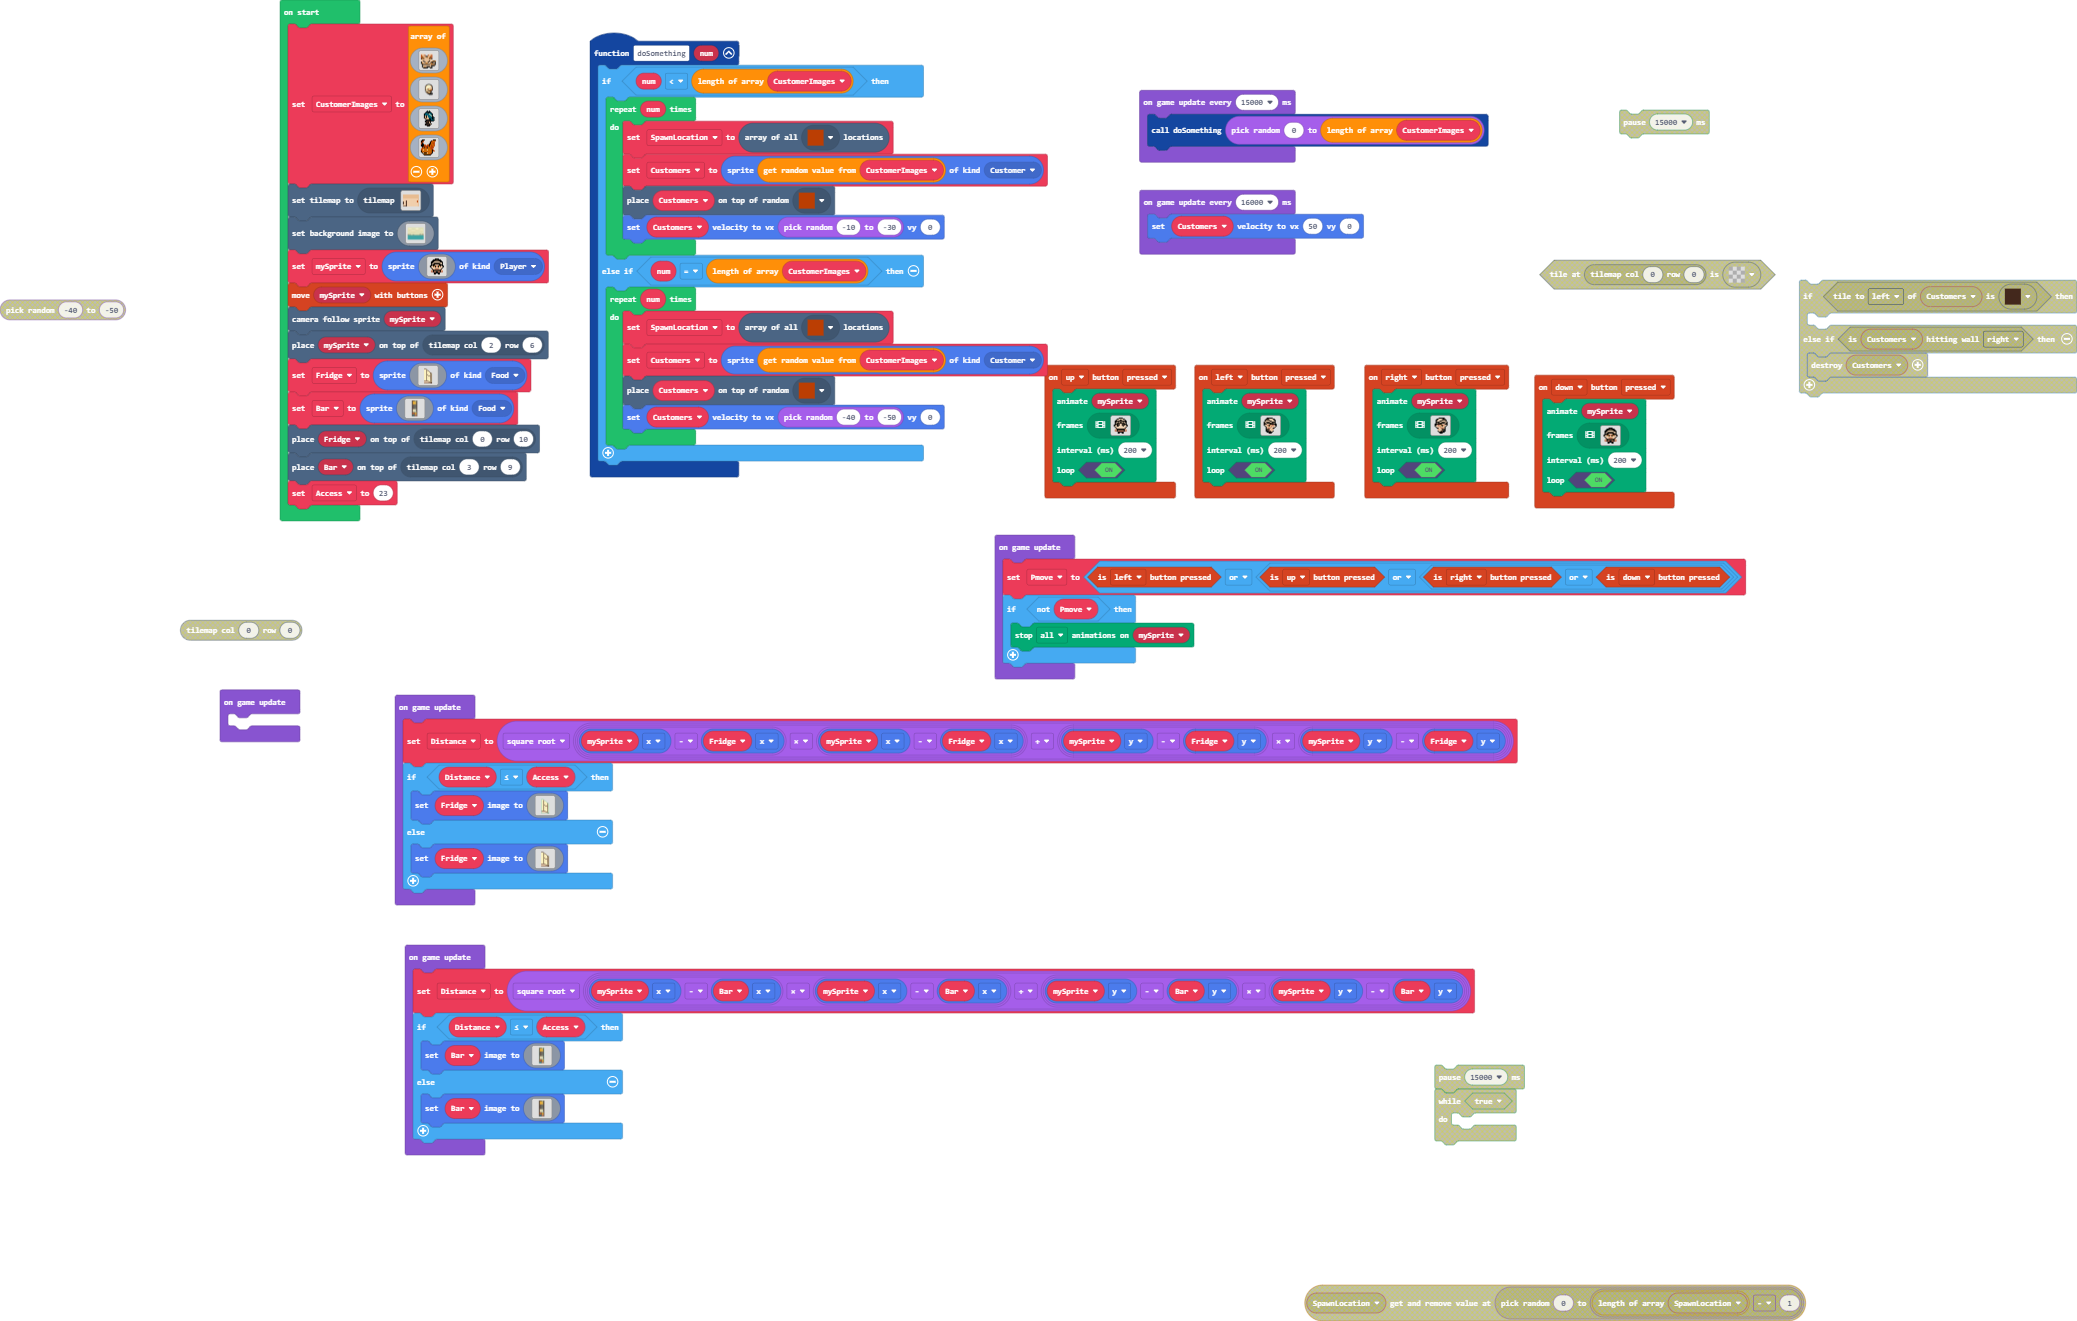 on start
set CustomerImages to array of
set tilemap to tilemap
set background image to
set mySprite to sprite of kind Player
move mySprite with buttons
camera follow sprite mySprite
place mySprite on top of tilemap col 2 row 6
set Fridge to sprite of kind Food
set Bar to sprite of kind Food
place Fridge on top of tilemap col 0 row 10
place Bar on top of tilemap col 3 row 9
set Access to 23
pick random -40 to -50
function doSomething num
if num < length of array CustomerImages then
repeat num times
do
set SpawnLocation to array of all locations
set Customers to sprite get random value from CustomerImages of kind Customer
place Customers on top of random
set Customers velocity to vx pick random -10 to -30 vy 0
else if num = length of array CustomerImages then
repeat num times
do
set SpawnLocation to array of all locations
set Customers to sprite get random value from CustomerImages of kind Customer
place Customers on top of random
set Customers velocity to vx pick random -40 to -50 vy 0
on game update every 15000 ms
call doSomething pick random 0 to length of array CustomerImages
on game update every 16000 ms
set Customers velocity to vx 50 vy 0
pause 15000 ms
tile at tilemap col 0 row 0 is
if tile to left of Customers is then
else if is Customers hitting wall right then
destroy Customers
on up button pressed
animate mySprite
frames
interval (ms) 200
loop ON
on left button pressed
animate mySprite
frames
interval (ms) 200
loop ON
on right button pressed
animate mySprite
frames
interval (ms) 200
loop ON
on down button pressed
animate mySprite
frames
interval (ms) 200
loop ON
on game update
set Pmove to is left button pressed or is up button pressed or is right button pressed or is down button pressed
if not Pmove then
stop all animations on mySprite
tilemap col 0 row 0
on game update
on game update
set Distance to square root mySprite x - Fridge x × mySprite x - Fridge x + mySprite y - Fridge y × mySprite y - Fridge y
if Distance ≤ Access then
set Fridge image to
else
set Fridge image to
on game update
set Distance to square root mySprite x - Bar x × mySprite x - Bar x + mySprite y - Bar y × mySprite y - Bar y
if Distance ≤ Access then
set Bar image to
else
set Bar image to
pause 15000 ms
while true
do
SpawnLocation get and remove value at pick random 0 to length of array SpawnLocation - 1